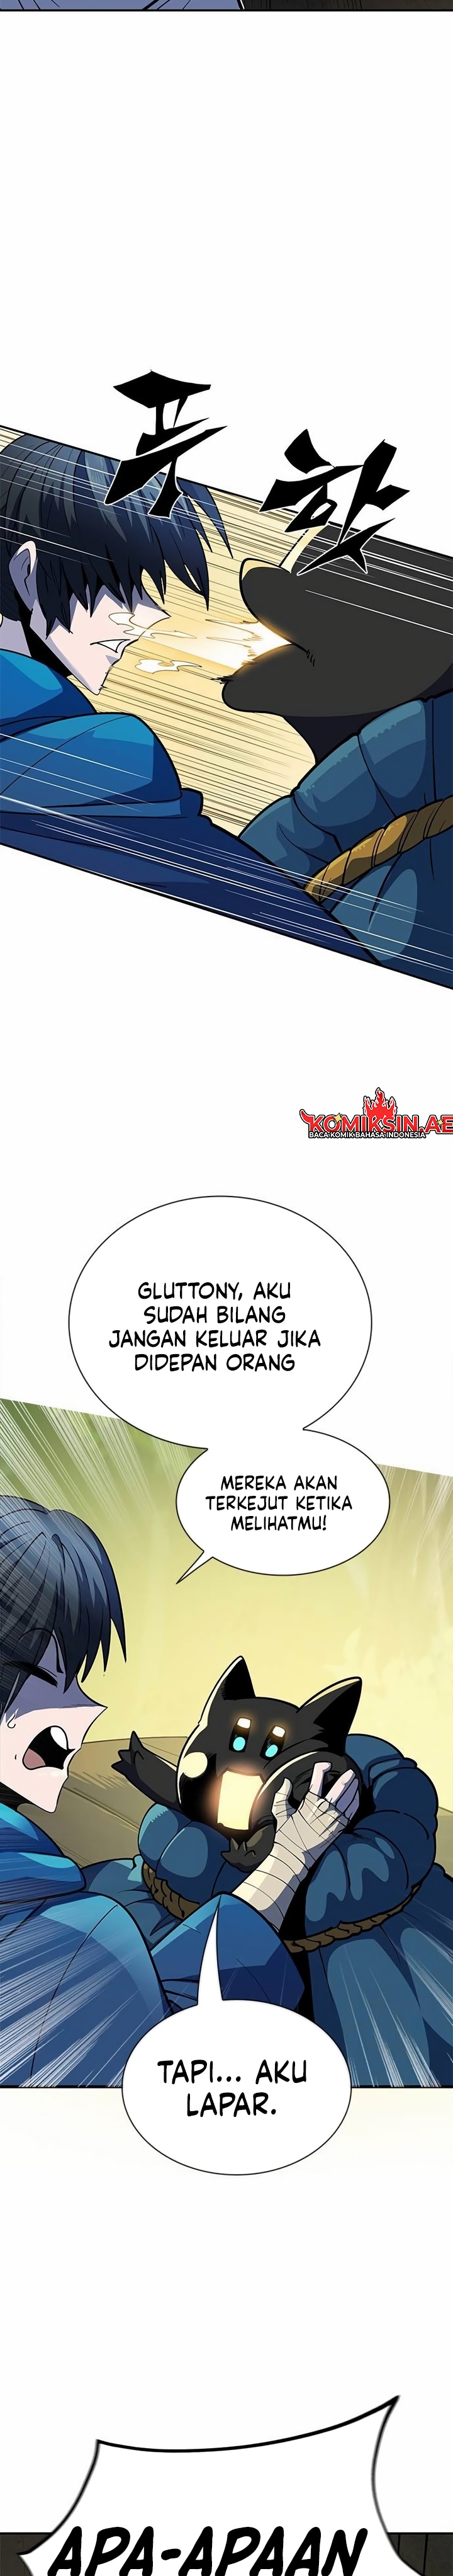 푸학
KOMIKSIN.AE
BACA KOMIK BAHASA INDONESIA
GLUTTONY, AKU
SUDAH BILANG
JANGAN KELUAR JIKA
DIDEPAN ORANG
MEREKA AKAN
TERKEJUT KETIKA
MELIHATMU!
TAPI... AKU
LAPAR.
APA-APAAN